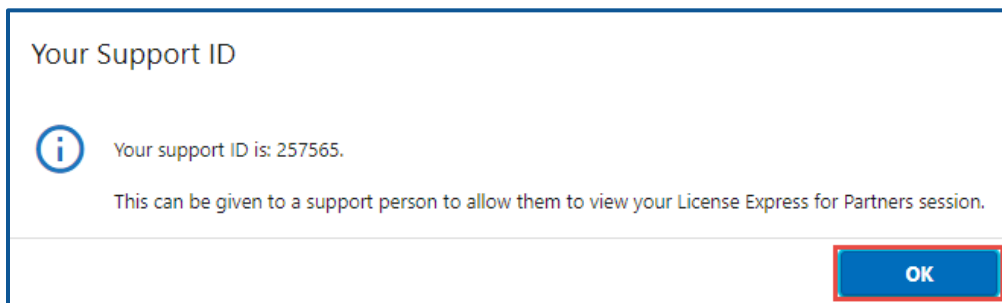 Your Support ID
Your support ID is: 257565.
This can be given to a support person to allow them to view your License Express for Partners session.
OK